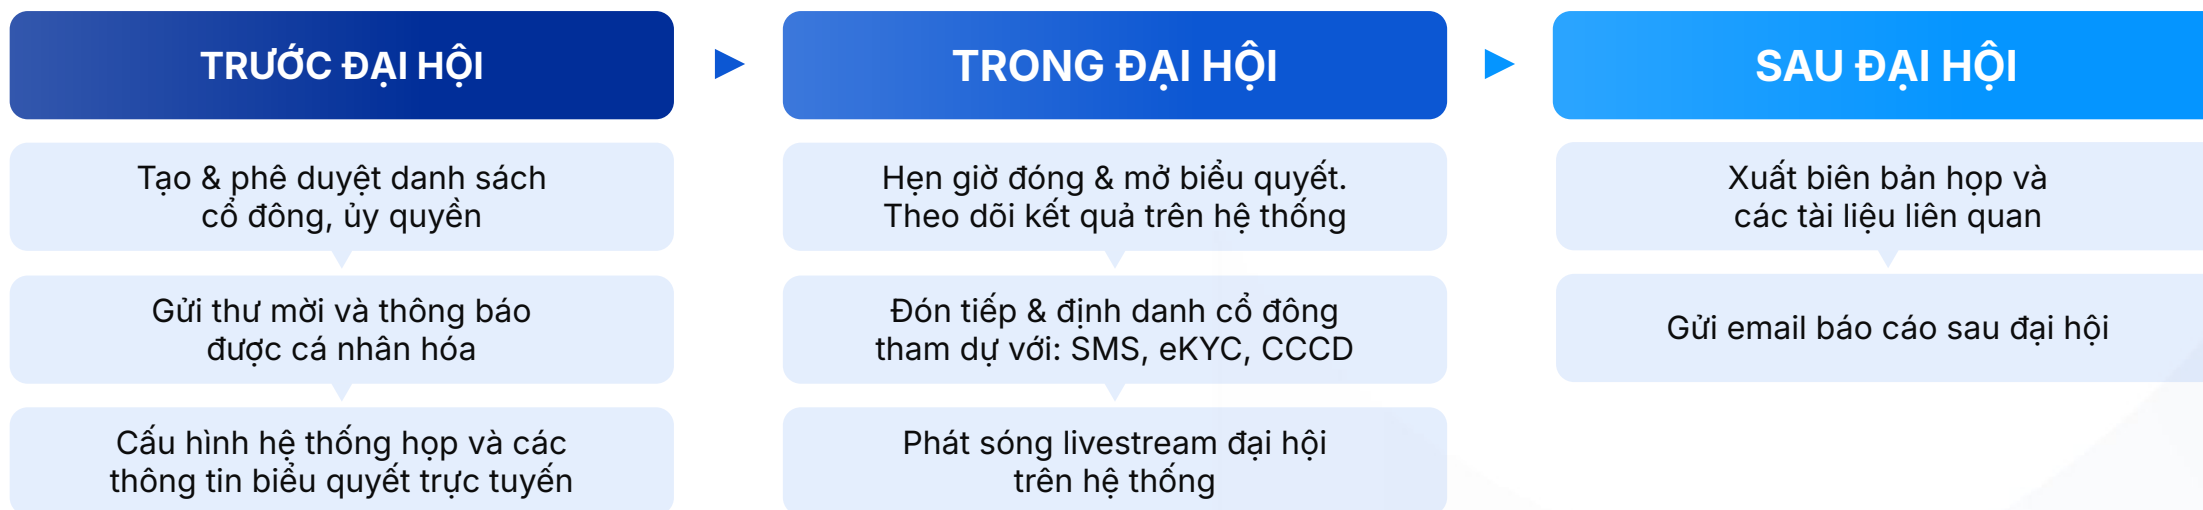 TRƯỚC ĐẠI HỘI
Tạo & phê duyệt danh sách
cổ đông, ủy quyền
Gửi thư mời và thông báo
được cá nhân hóa
Cấu hình hệ thống họp và các
thông tin biểu quyết trực tuyến
TRONG ĐẠI HỘI
Hẹn giờ đóng & mở biểu quyết.
Theo dõi kết quả trên hệ thống
Đón tiếp & định danh cổ đông
tham dự với: SMS, eKYC, CCCD
Phát sóng livestream đại hội
trên hệ thống
SAU ĐẠI HỘI
Xuất biên bản họp và
các tài liệu liên quan
Gửi email báo cáo sau đại hội